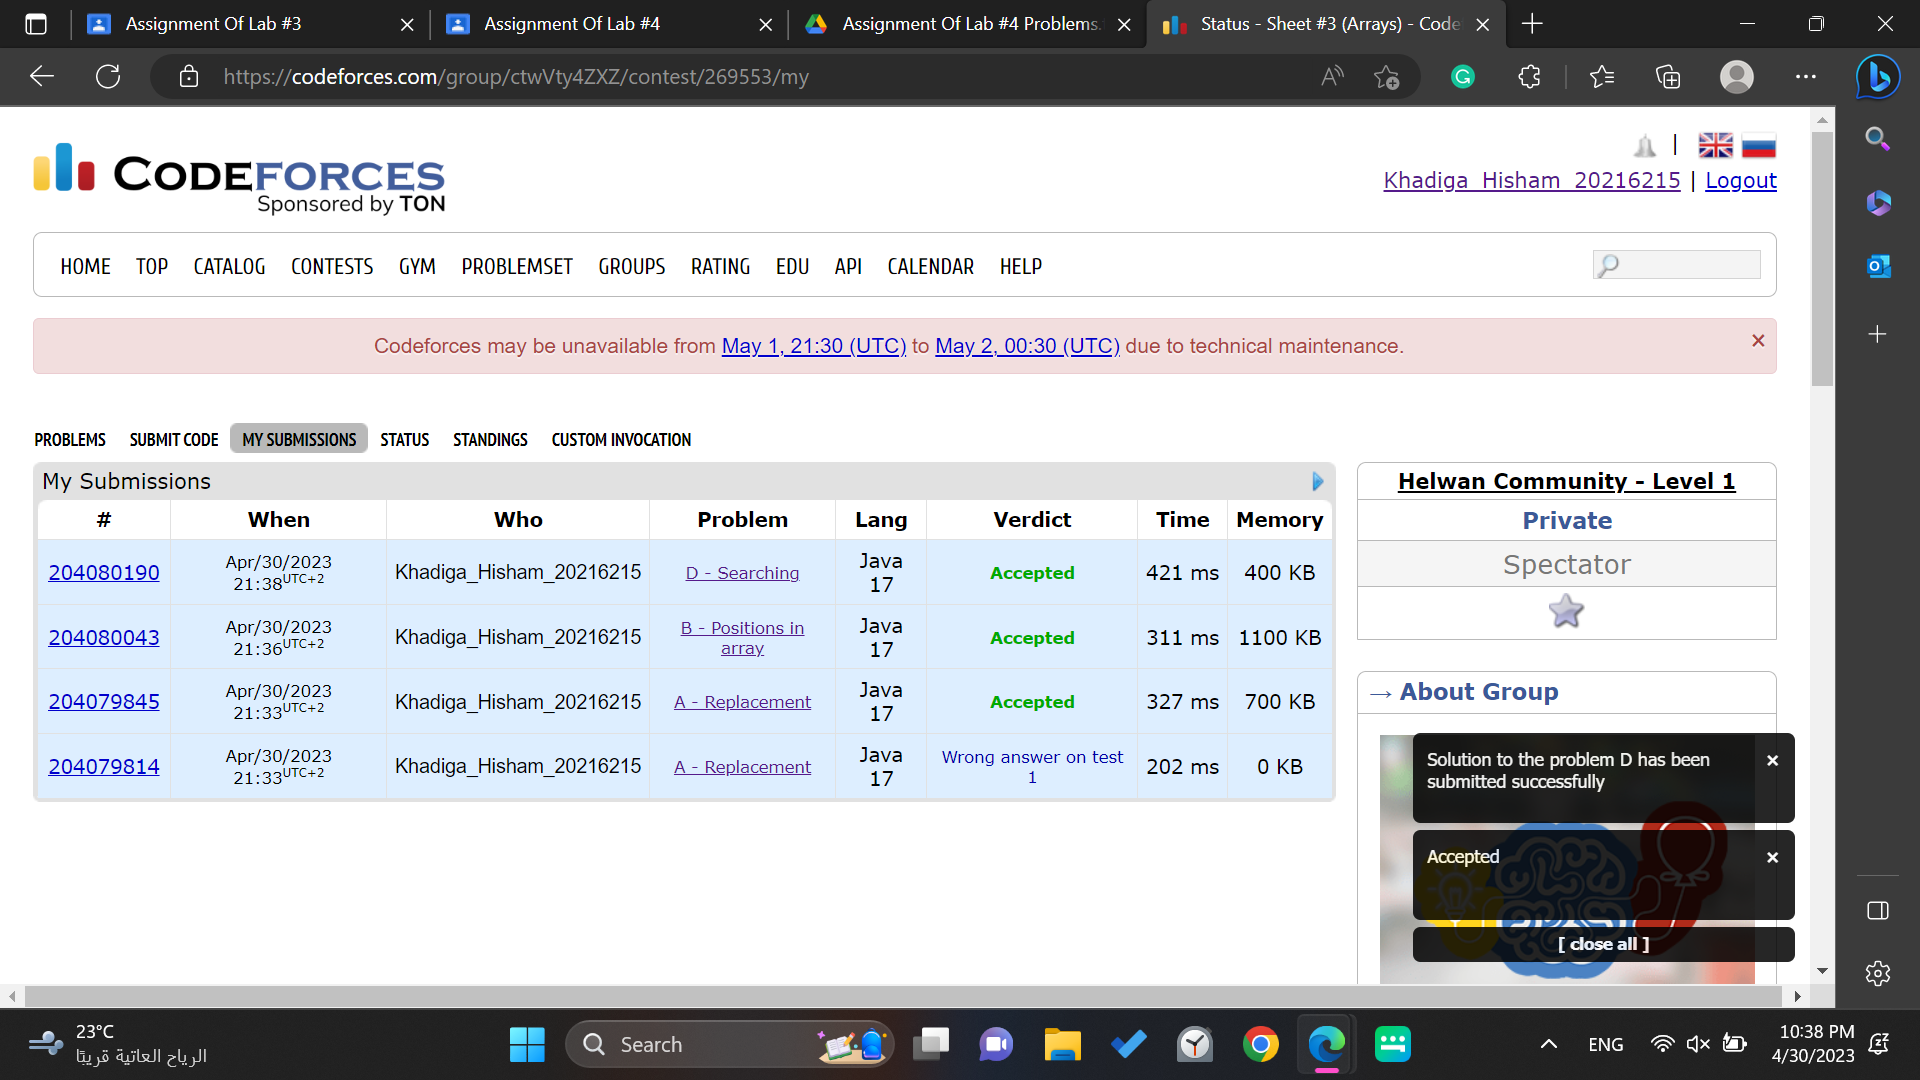 Assignment Of Lab #3
Assignment Of Lab #4
Assignment Of Lab #4 Problems.
Status - Sheet #3 (Arrays) - Code
https://codeforces.com/group/ctwVty4ZXZ/contest/269553/my
CODEFORCES
Sponsored by TON
Khadiga_Hisham_20216215 | Logout
HOME TOP CATALOG CONTESTS GYM PROBLEMSET GROUPS RATING EDU API CALENDAR HELP
Codeforces may be unavailable from May 1, 21:30 (UTC) to May 2, 00:30 (UTC) due to technical maintenance.
PROBLEMS SUBMIT CODE MY SUBMISSIONS STATUS STANDINGS CUSTOM INVOCATION
My Submissions
# When Who Problem Lang Verdict Time Memory
204080190 Apr/30/2023 21:38UTC+2 Khadiga_Hisham_20216215 D - Searching Java 17 Accepted 421 ms 400 KB
204080043 Apr/30/2023 21:36UTC+2 Khadiga_Hisham_20216215 B - Positions in array Java 17 Accepted 311 ms 1100 KB
204079845 Apr/30/2023 21:33UTC+2 Khadiga_Hisham_20216215 A - Replacement Java 17 Accepted 327 ms 700 KB
204079814 Apr/30/2023 21:33UTC+2 Khadiga_Hisham_20216215 A - Replacement Java 17 Wrong answer on test 1 202 ms 0 KB
Helwan Community - Level 1
Private
Spectator
→ About Group
Solution to the problem D has been
submitted successfully
Accepted
[ close all ]
23°C
الرياح العاتية قريبًا
Search
ENG
10:38 PM
4/30/2023